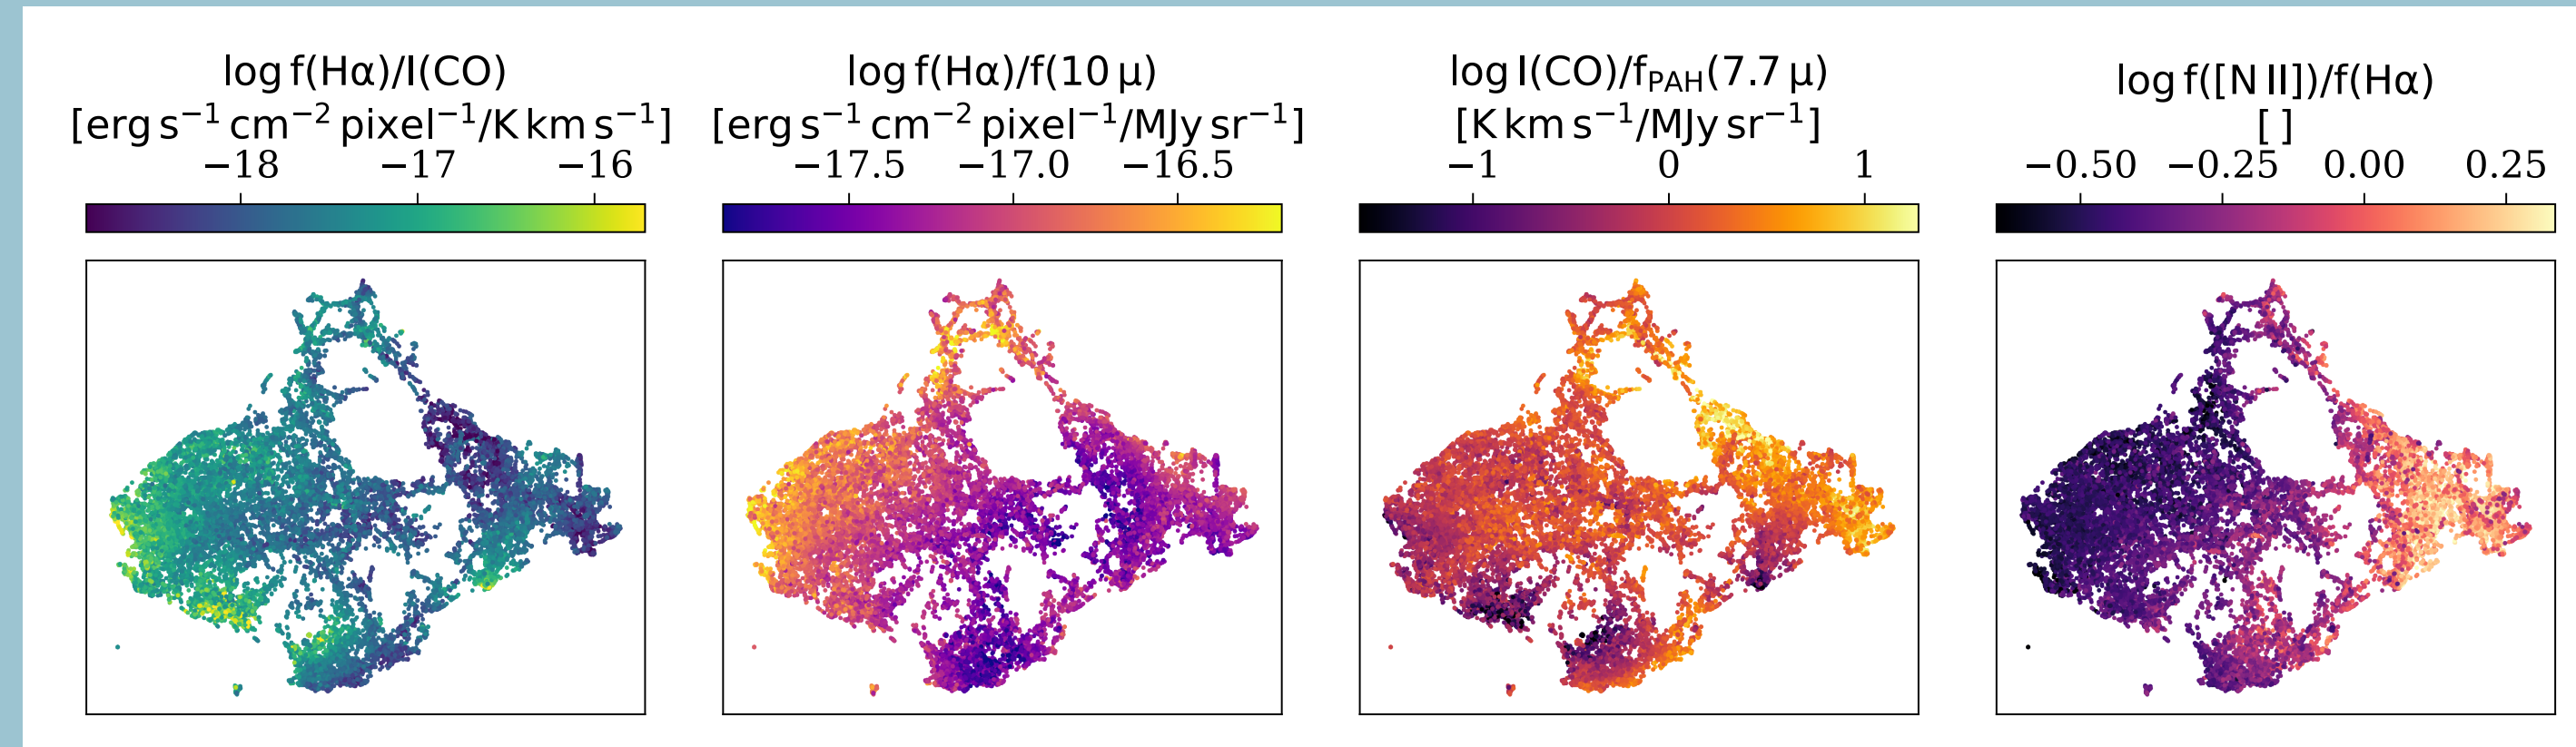 log f(Hα)/I(CO)
[erg s⁻¹ cm⁻² pixel⁻¹/K km s⁻¹]
−18 −17 −16
log f(Hα)/f(10 μ)
[erg s⁻¹ cm⁻² pixel⁻¹/MJy sr⁻¹]
−17.5 −17.0 −16.5
log I(CO)/f_PAH(7.7 μ)
[K km s⁻¹/MJy sr⁻¹]
−1 0 1
log f([N II])/f(Hα)
[ ]
−0.50 −0.25 0.00 0.25